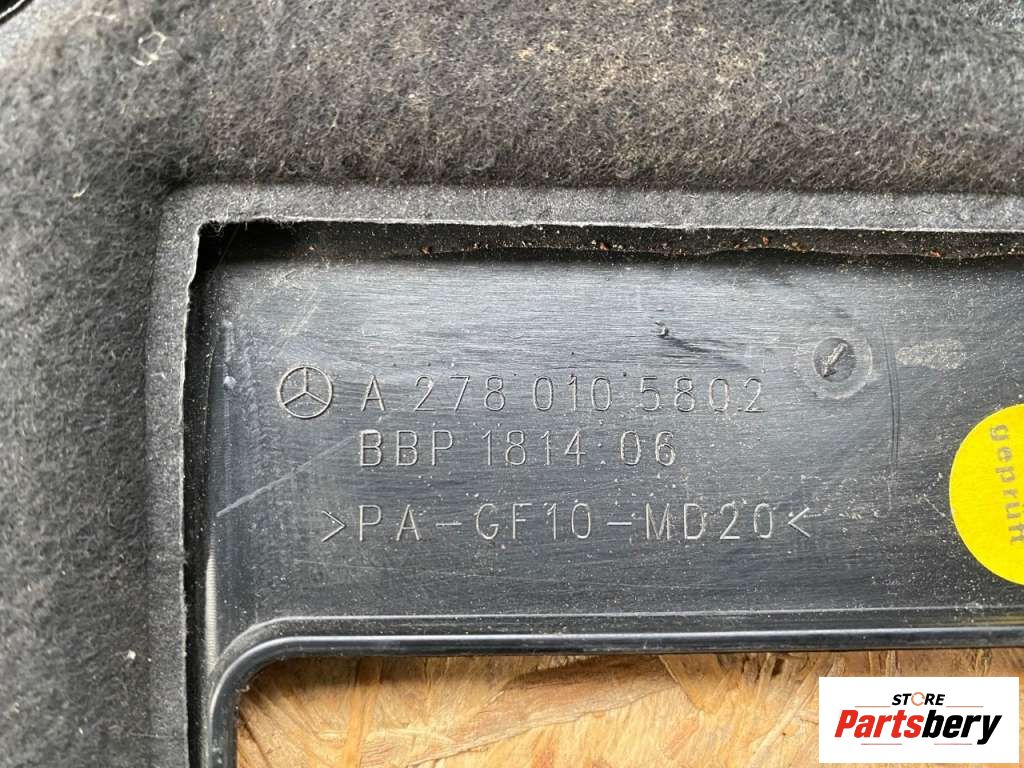 A 278 010 5802
BBP 1814 06
>PA-GF10-MD20<
geprüft
STORE
Partsbery